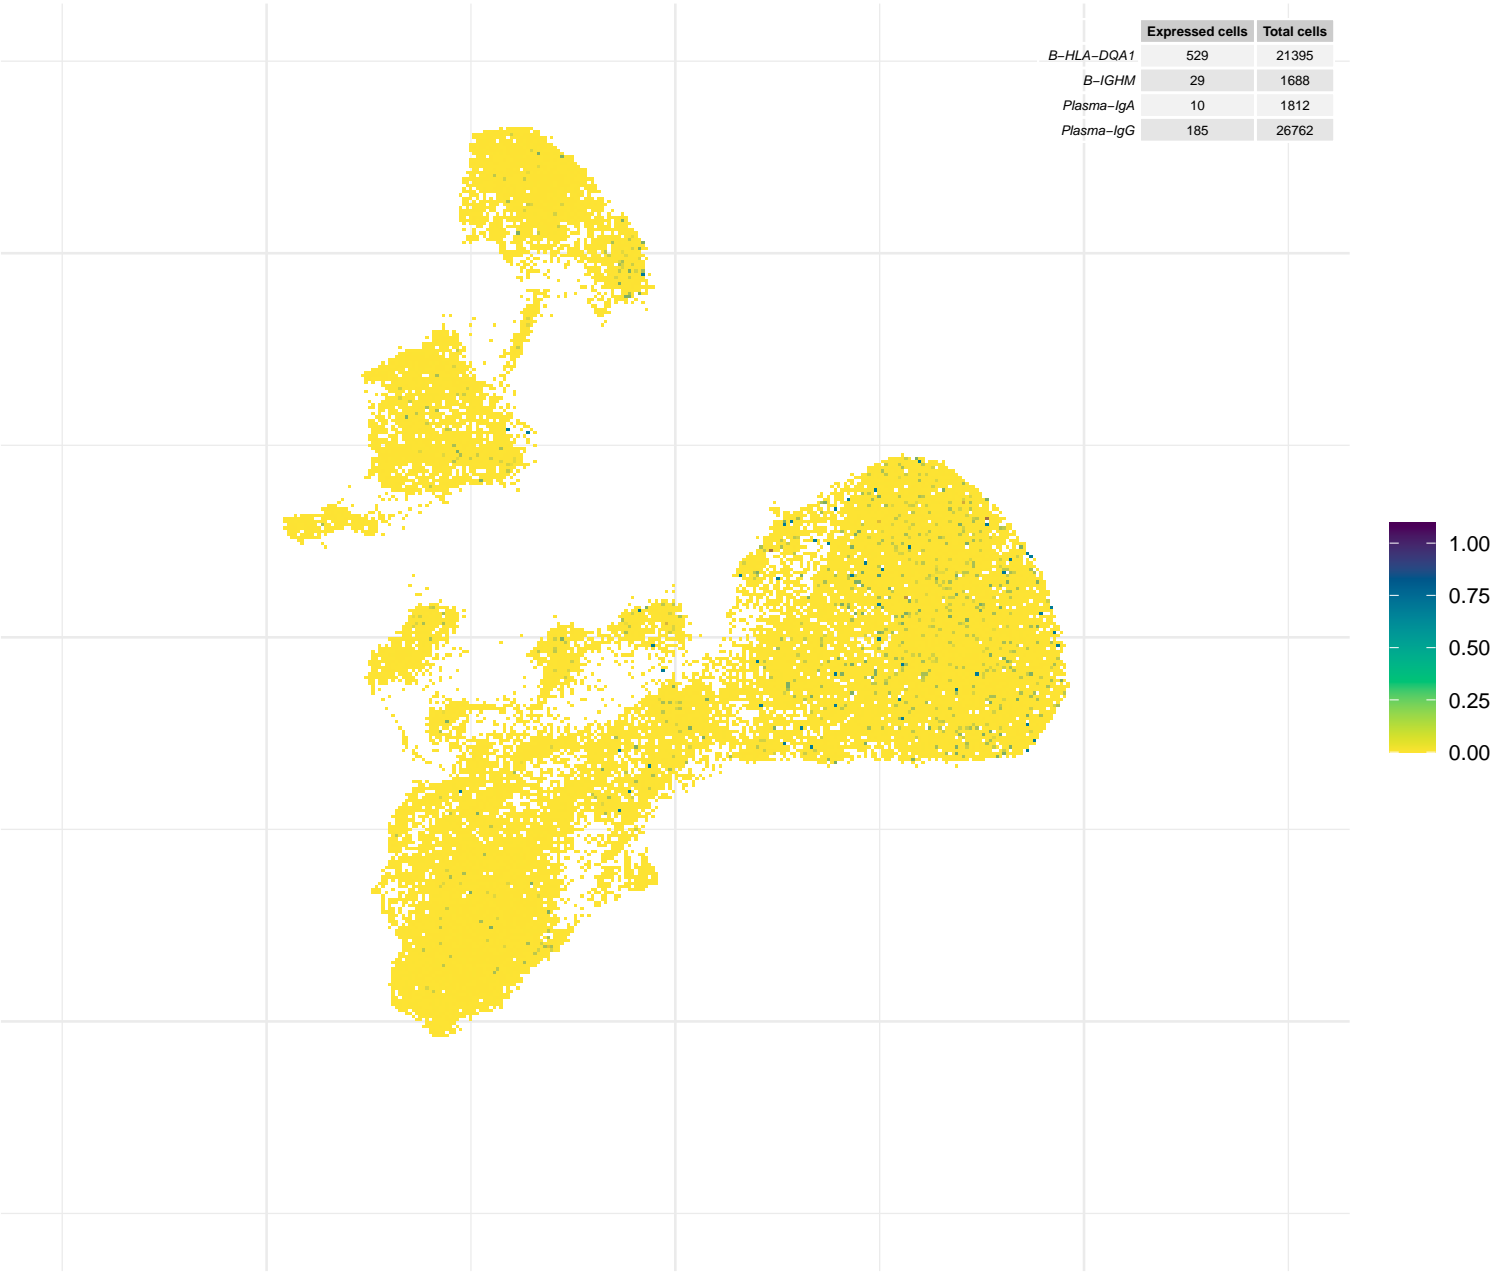 Expressed cells Total cells
B−HLA−DQA1 529 21395
B−IGHM 29 1688
Plasma−IgA 10 1812
Plasma−IgG 185 26762
1.00
0.75
0.50
0.25
0.00